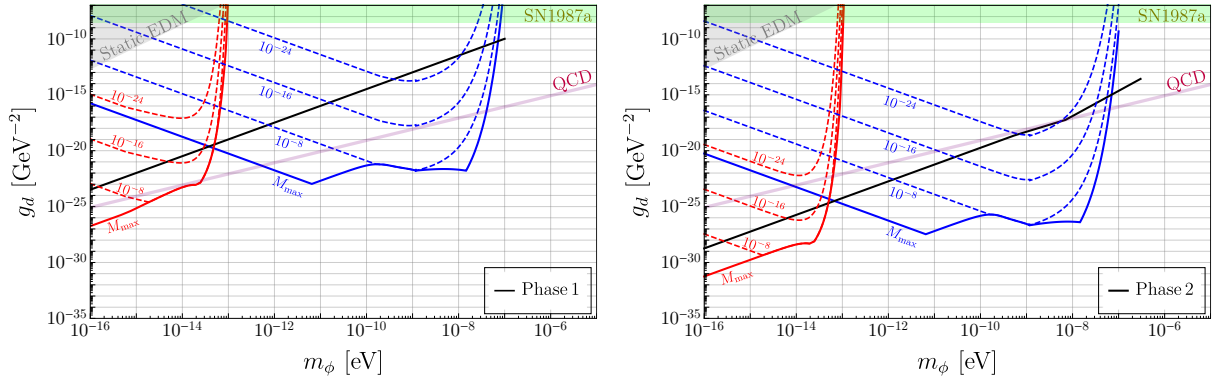 SN1987a
Static EDM
QCD
10^{-24}
10^{-16}
10^{-8}
M_max
10^{-24}
10^{-16}
10^{-8}
M_max
Phase 1
10^{-10}
10^{-15}
10^{-20}
10^{-25}
10^{-30}
10^{-35}
g_d [GeV^{-2}]
10^{-16}
10^{-14}
10^{-12}
10^{-10}
10^{-8}
10^{-6}
m_ϕ [eV]
SN1987a
Static EDM
QCD
10^{-24}
10^{-16}
10^{-8}
M_max
10^{-24}
10^{-16}
10^{-8}
M_max
Phase 2
10^{-10}
10^{-15}
10^{-20}
10^{-25}
10^{-30}
10^{-35}
g_d [GeV^{-2}]
10^{-16}
10^{-14}
10^{-12}
10^{-10}
10^{-8}
10^{-6}
m_ϕ [eV]